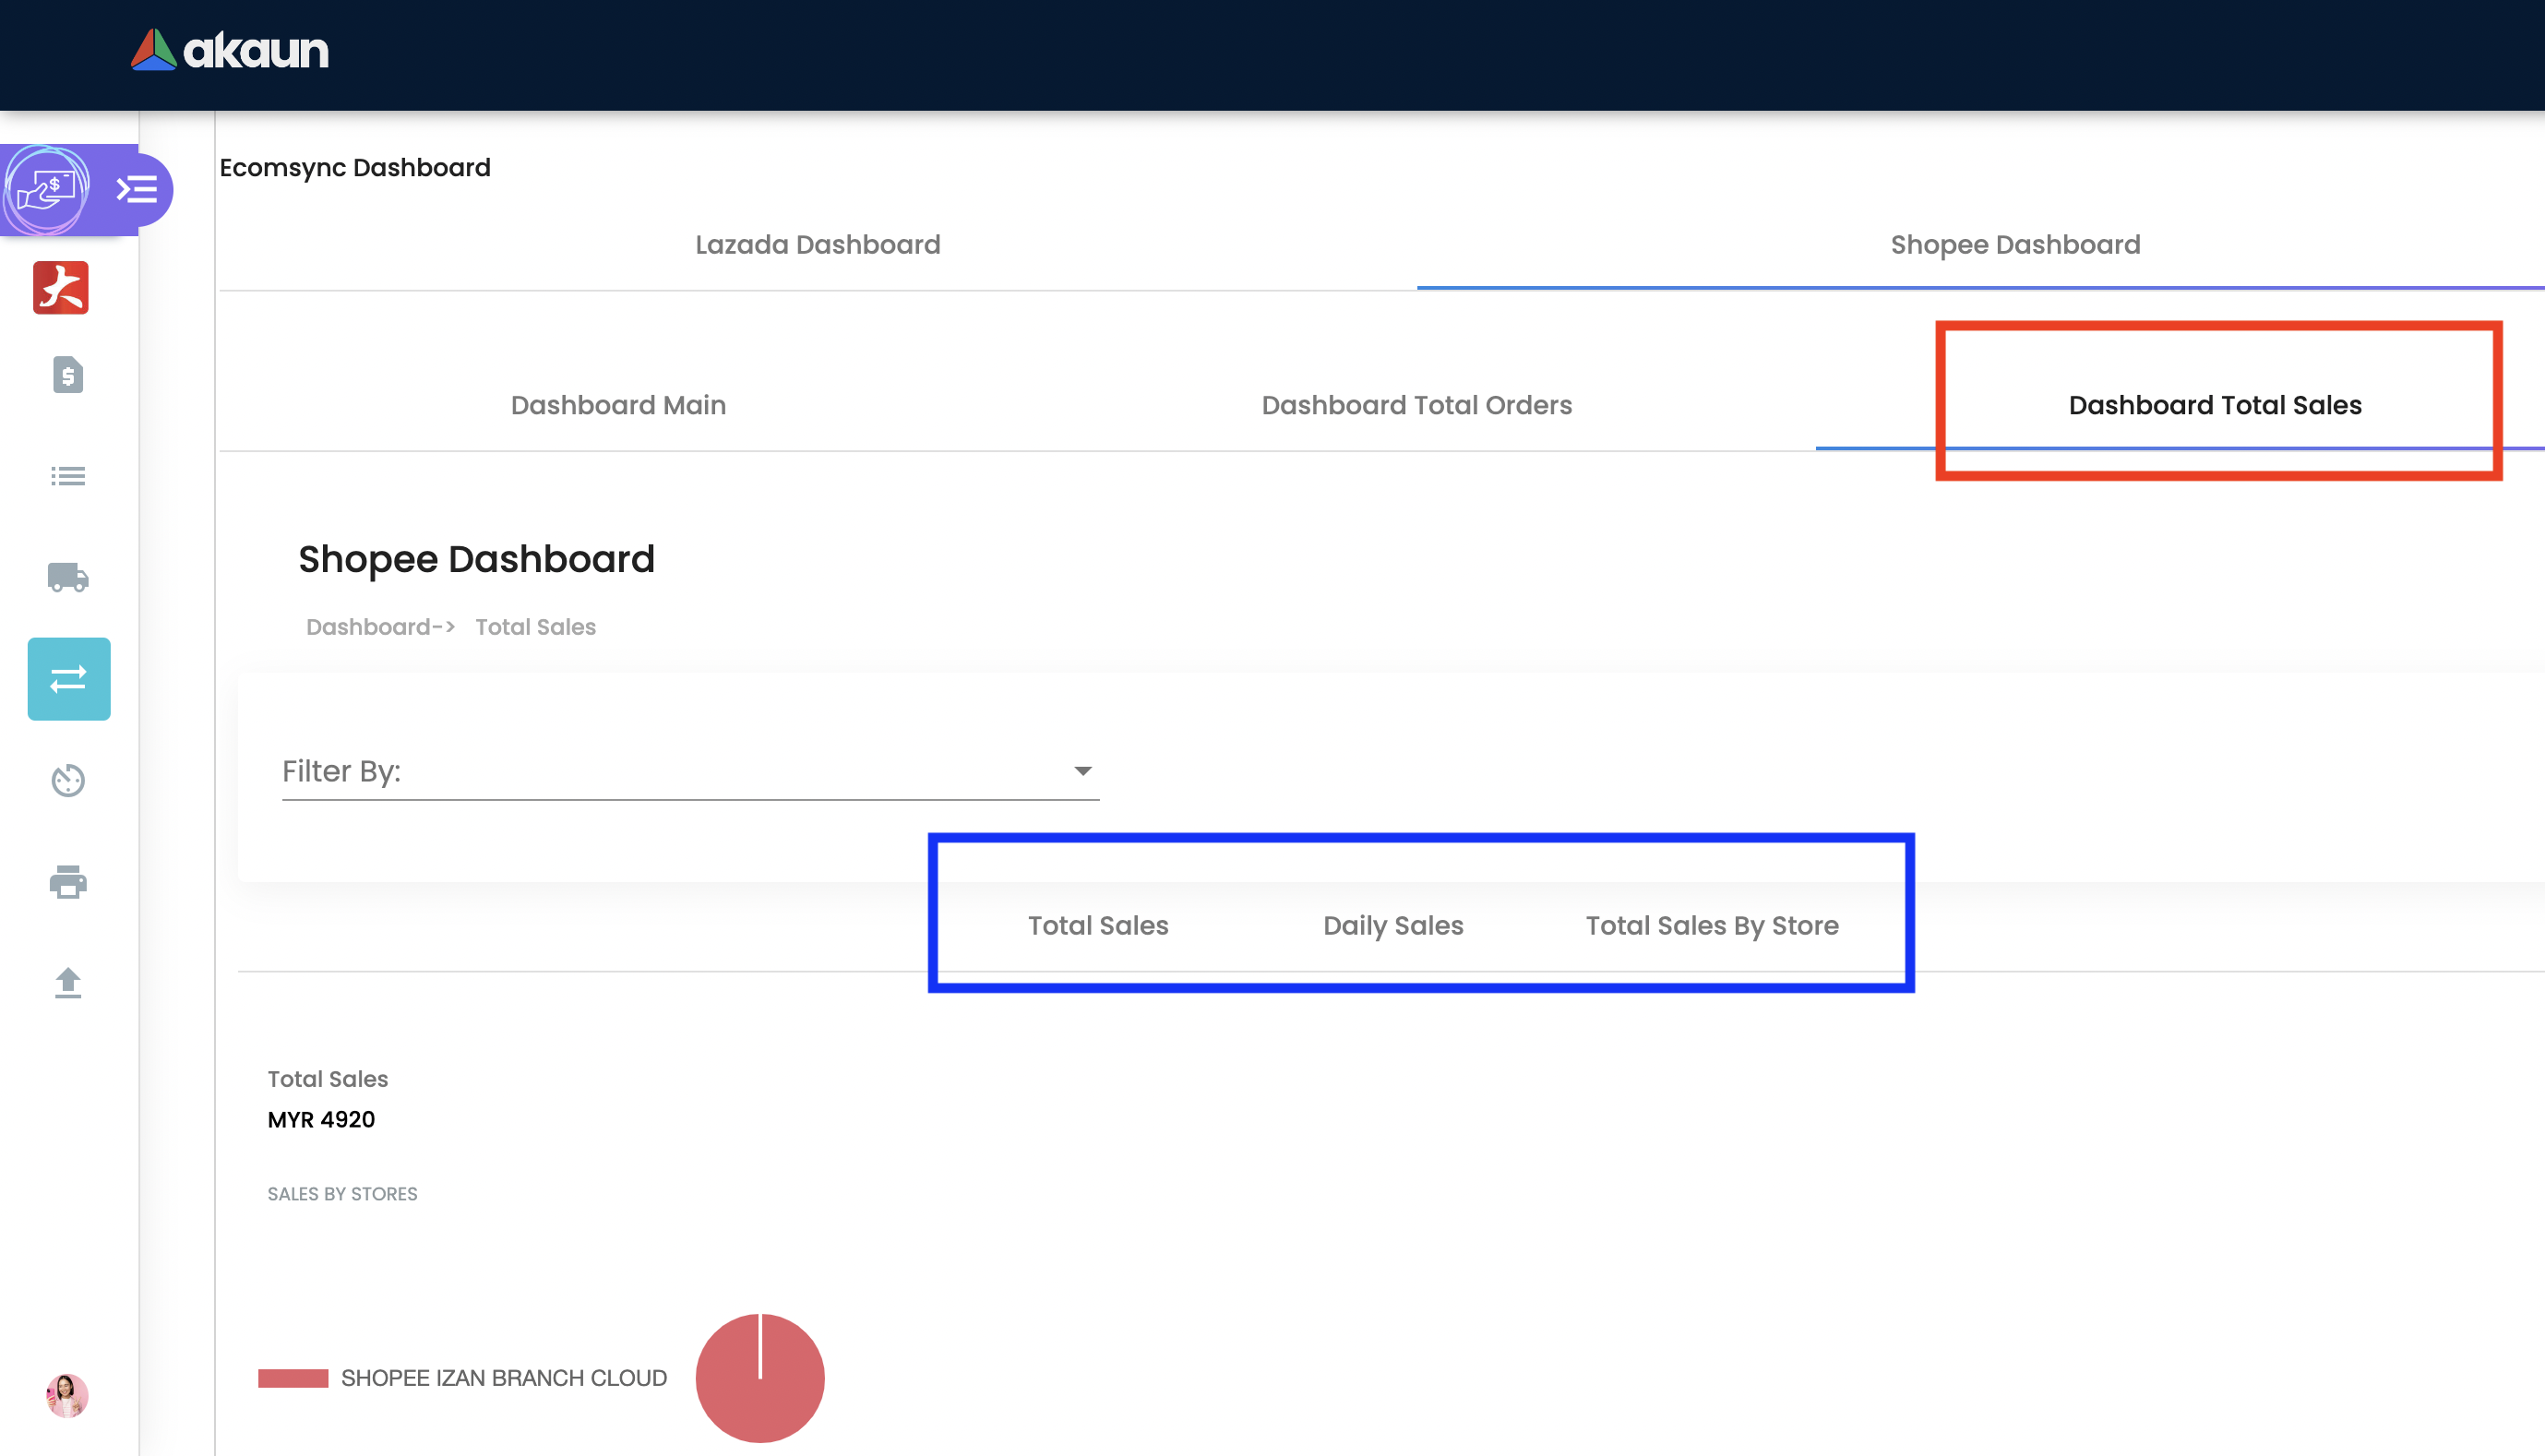 akaun
Ecomsync Dashboard
Lazada Dashboard Shopee Dashboard
大
Dashboard Main Dashboard Total Orders Dashboard Total Sales
Shopee Dashboard
Dashboard-> Total Sales
Filter By:
Total Sales Daily Sales Total Sales By Store
Total Sales
MYR 4920
SALES BY STORES
SHOPEE IZAN BRANCH CLOUD